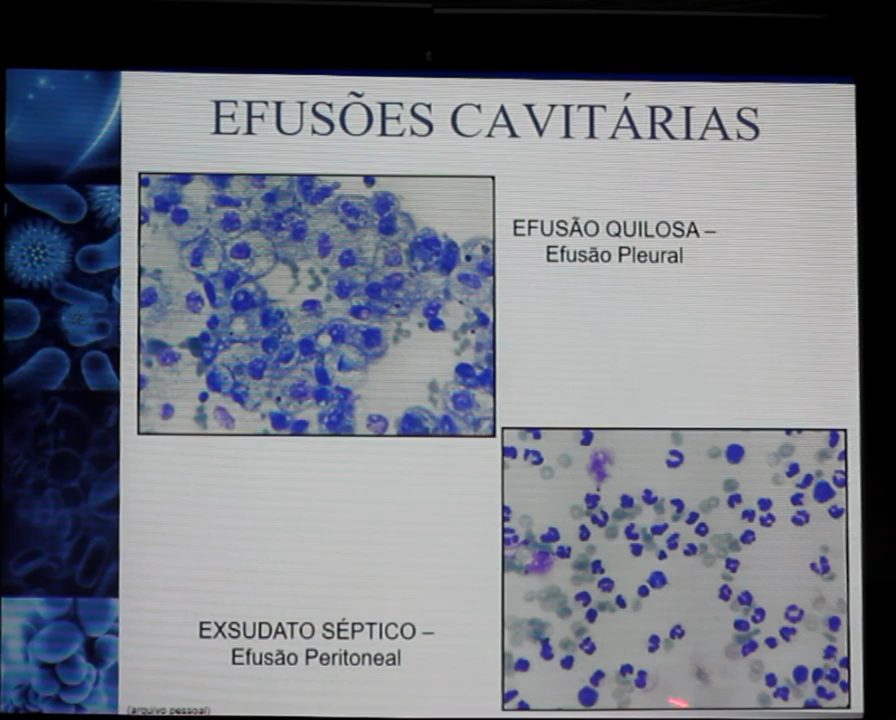 EFUSÕES CAVITÁRIAS
EFUSÃO QUILOSA –
Efusão Pleural
EXSUDATO SÉPTICO –
Efusão Peritoneal
(arquivo pessoal)